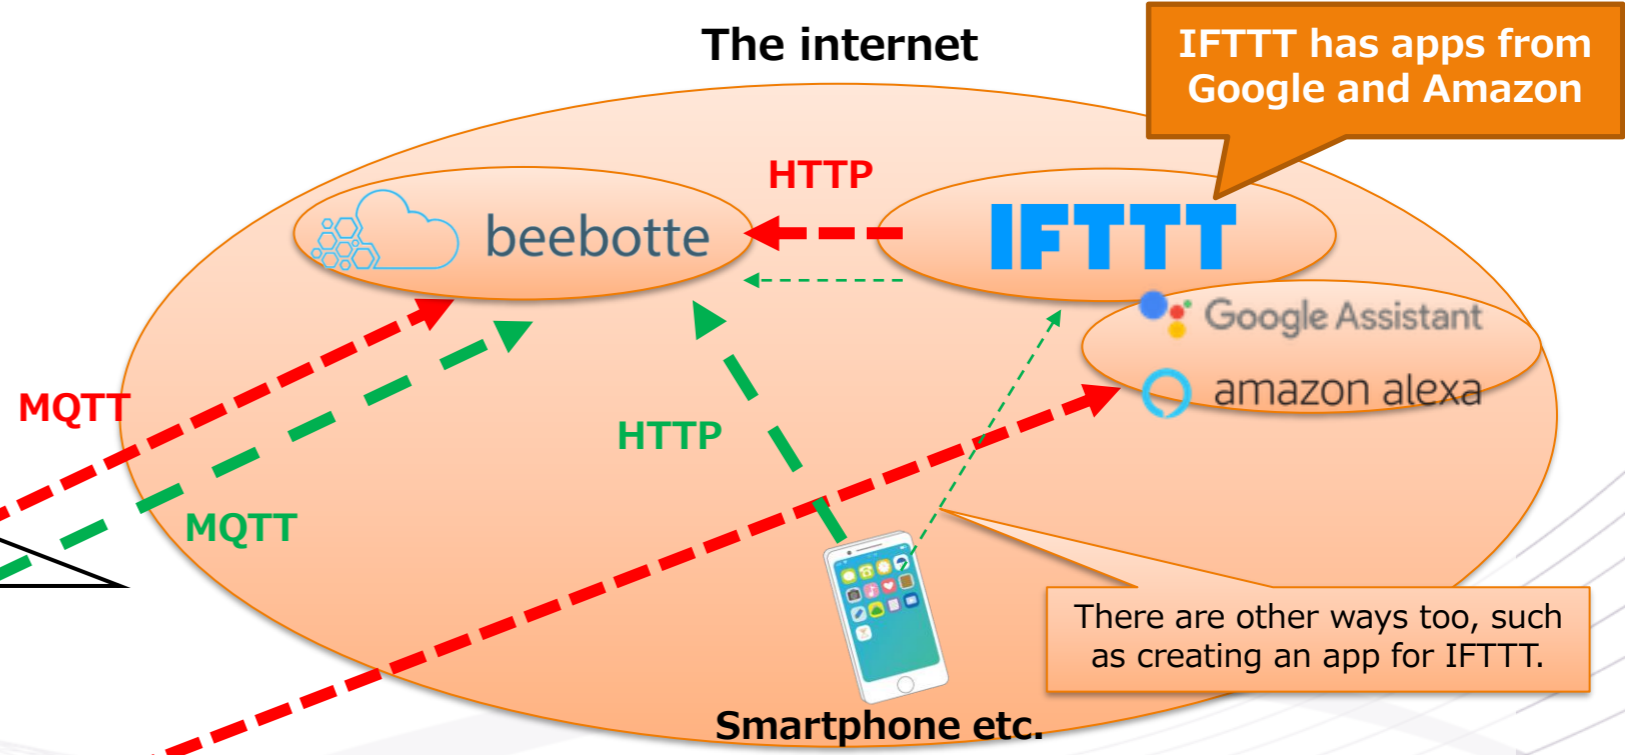 The internet
IFTTT has apps from
Google and Amazon
HTTP
beebotte
IFTTT
Google Assistant
amazon alexa
MQTT
HTTP
MQTT
There are other ways too, such
as creating an app for IFTTT.
Smartphone etc.